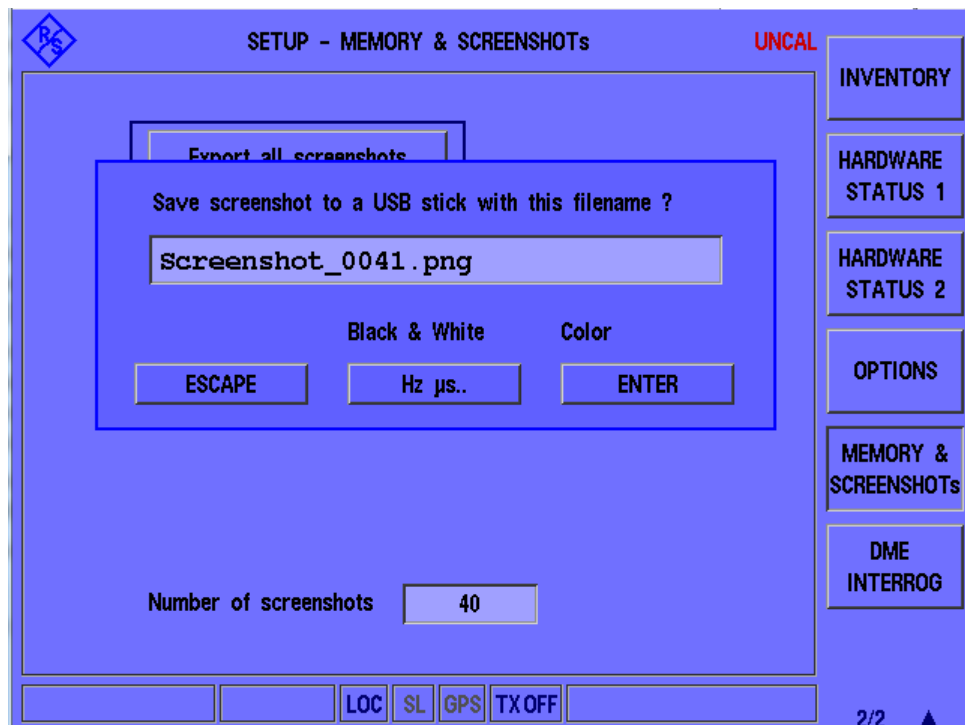 R/S
SETUP - MEMORY & SCREENSHOTs
UNCAL
Export all screenshots
Save screenshot to a USB stick with this filename ?
Screenshot_0041.png
Black & White
Color
ESCAPE
Hz µs..
ENTER
Number of screenshots
40
LOC
SL
GPS
TX OFF
INVENTORY
HARDWARE
STATUS 1
HARDWARE
STATUS 2
OPTIONS
MEMORY &
SCREENSHOTs
DME
INTERROG
2/2